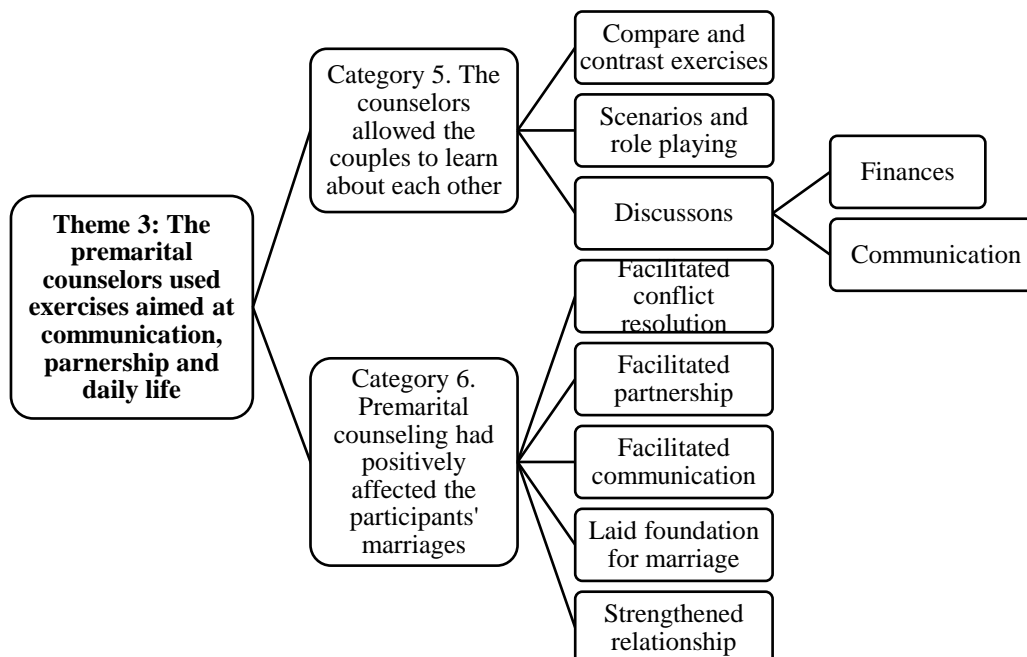 Theme 3: The
premarital
counselors used
exercises aimed at
communication,
parnership and
daily life
Category 5. The
counselors
allowed the
couples to learn
about each other
Compare and
contrast exercises
Scenarios and
role playing
Discussons
Finances
Communication
Category 6.
Premarital
counseling had
positively
affected the
participants'
marriages
Facilitated
conflict
resolution
Facilitated
partnership
Facilitated
communication
Laid foundation
for marriage
Strengthened
relationship